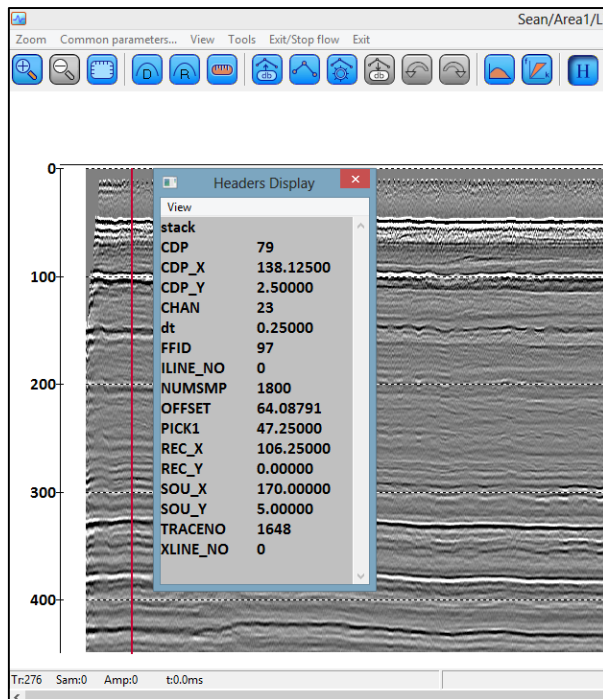 Sean/Area1/L
Zoom Common parameters... View Tools Exit/Stop flow Exit
D R H
0
Headers Display
View
stack
CDP 79
CDP_X 138.12500
100
CDP_Y 2.50000
CHAN 23
dt 0.25000
FFID 97
ILINE_NO 0
200
NUMSMP 1800
OFFSET 64.08791
PICK1 47.25000
REC_X 106.25000
REC_Y 0.00000
300
SOU_X 170.00000
SOU_Y 5.00000
TRACENO 1648
XLINE_NO 0
400
Tr:276 Sam:0 Amp:0 t:0.0ms